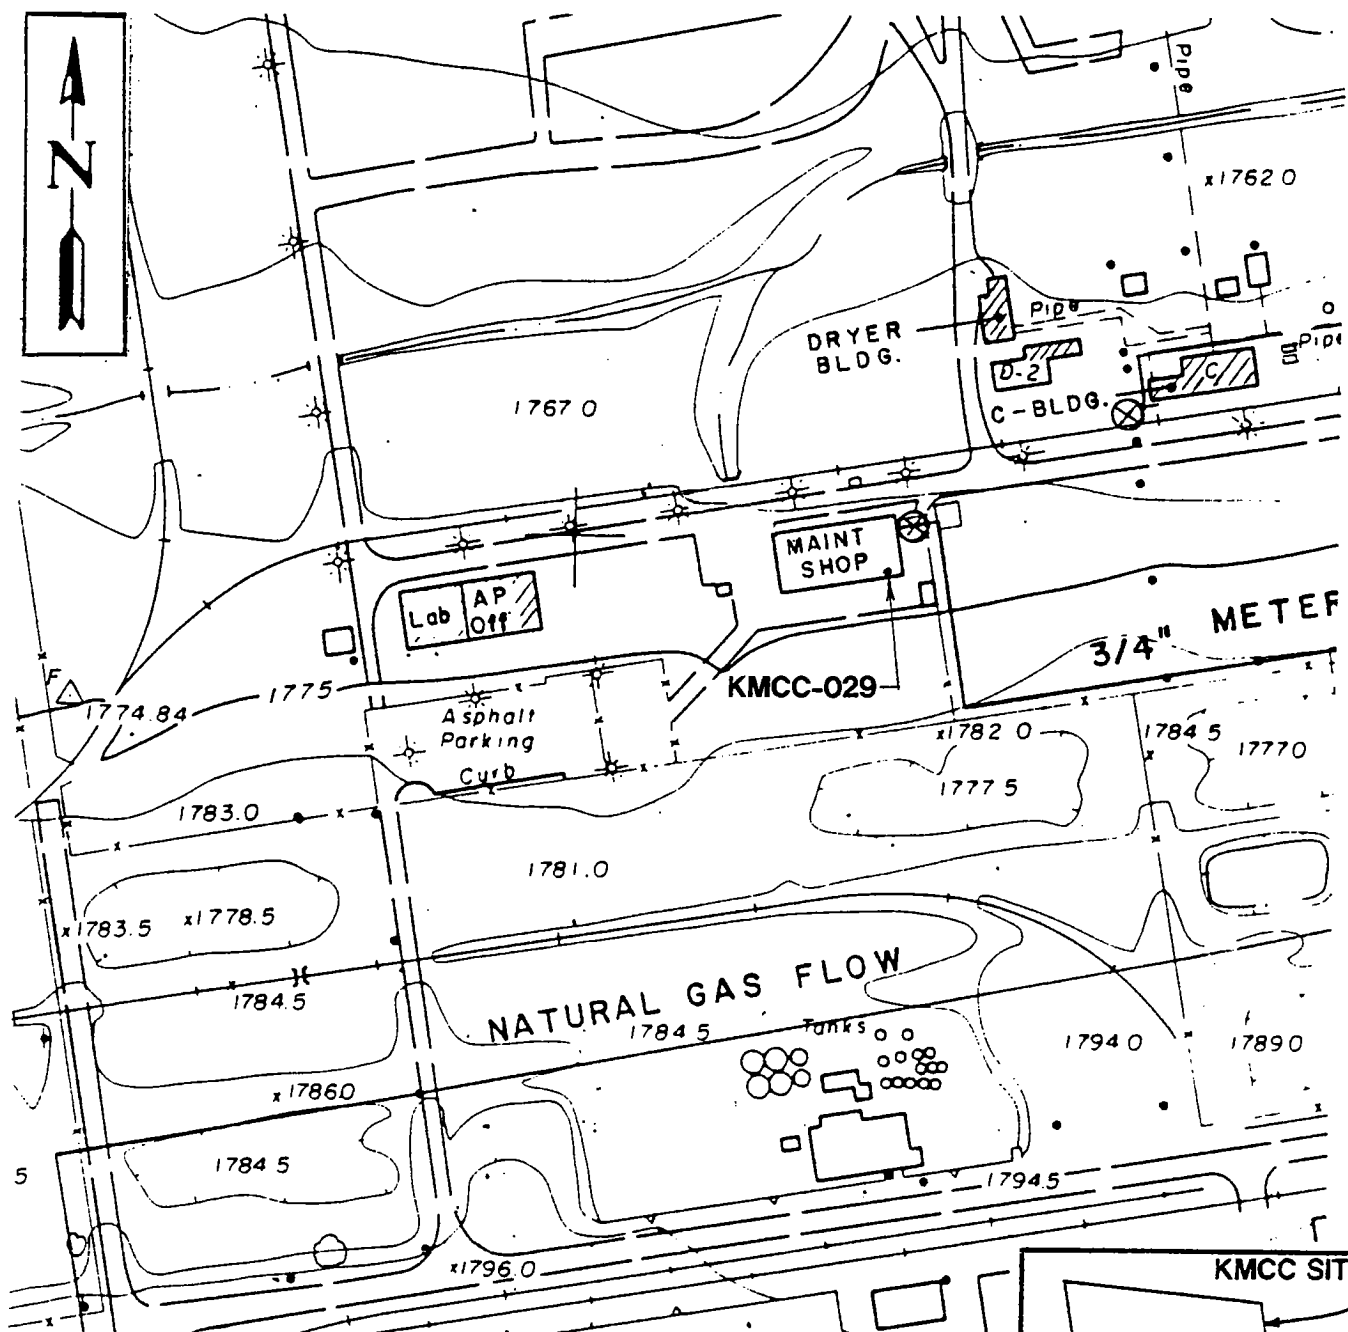 N
Pipe
x1762 0
DRYER
BLDG.
Pipe
Pipe
D-2
C
C-BLDG.
1767 0
MAINT
SHOP
Lab
AP
Off
3/4" METER
KMCC-029
F
1774.84
1775
Asphalt
Parking
Curb
x1782 0
1784 5
1777 0
1777 5
1783.0
1781.0
x1783.5
x1778.5
1784.5
NATURAL GAS FLOW
1784 5
Tanks
1794 0
1789 0
x1786.0
5
1784 5
1794.5
x1796.0
KMCC SIT